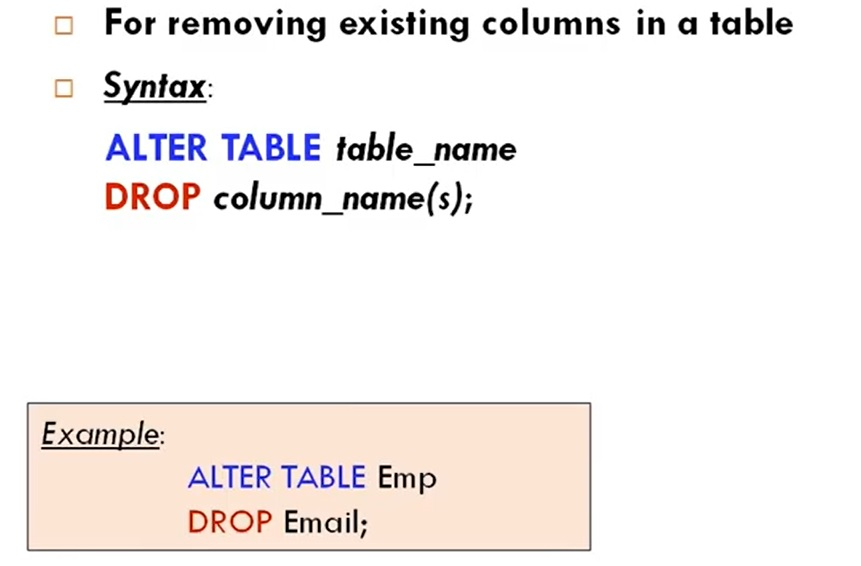 For removing existing columns in a table
Syntax:
ALTER TABLE table_name
DROP column_name(s);
Example:
ALTER TABLE Emp
DROP Email;